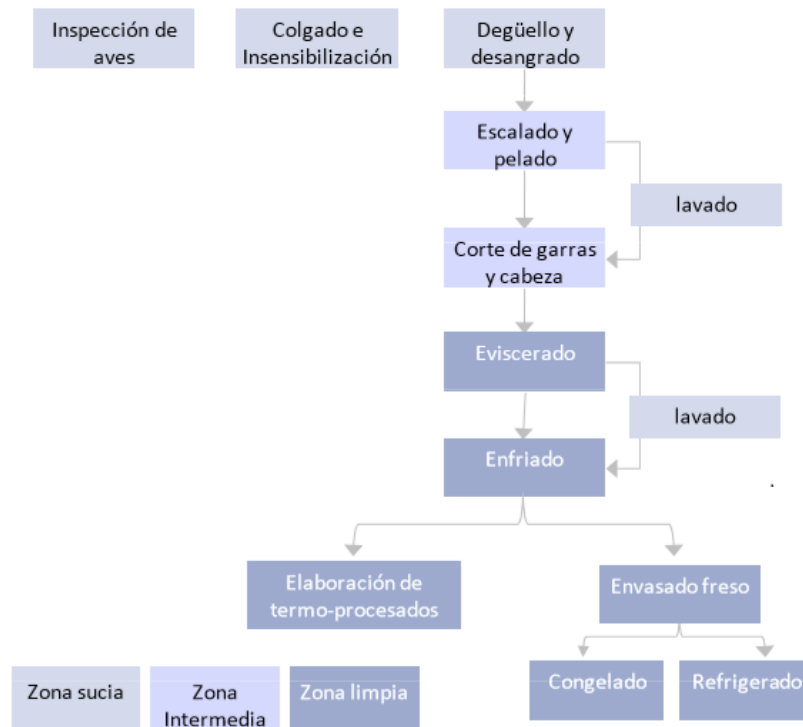 Inspección de
aves
Colgado e
Insensibilización
Degüello y
desangrado
Escalado y
pelado
lavado
Corte de garras
y cabeza
Eviscerado
lavado
Enfriado
.
Elaboración de
termo-procesados
Envasado freso
Congelado
Refrigerado
Zona sucia
Zona
Intermedia
Zona limpia